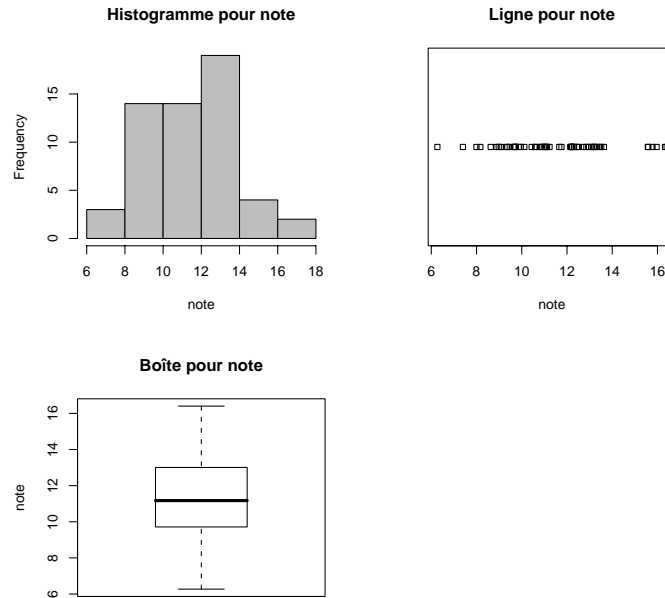 Histogramme pour note
Frequency
0 5 10 15
6 8 10 12 14 16 18
note
Ligne pour note
6 8 10 12 14 16
note
Boîte pour note
note
6 8 10 12 14 16